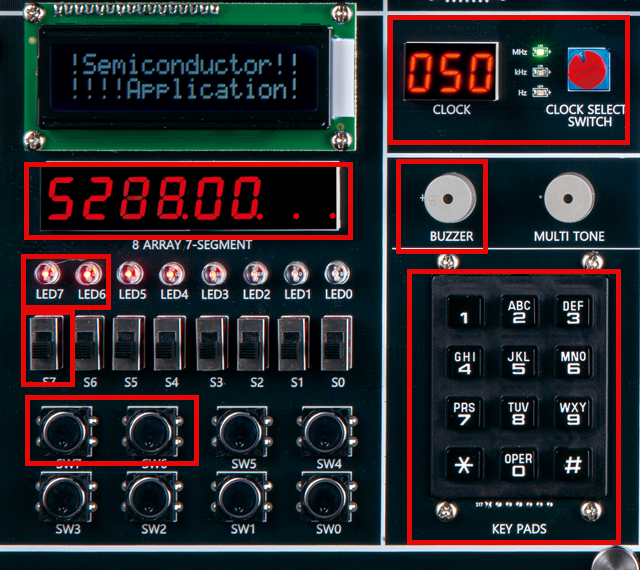 !Semiconductor!!
!!!!Application!
050
MHz
kHz
Hz
CLOCK
CLOCK SELECT
SWITCH
5288.00. . .
8 ARRAY 7-SEGMENT
BUZZER
MULTI TONE
LED7 LED6 LED5 LED4 LED3 LED2 LED1 LED0
S7 S6 S5 S4 S3 S2 S1 S0
SW7 SW6 SW5 SW4
SW3 SW2 SW1 SW0
1 ABC 2 DEF 3
GHI 4 JKL 5 MNO 6
PRS 7 TUV 8 WXY 9
* OPER 0 #
KEY PADS